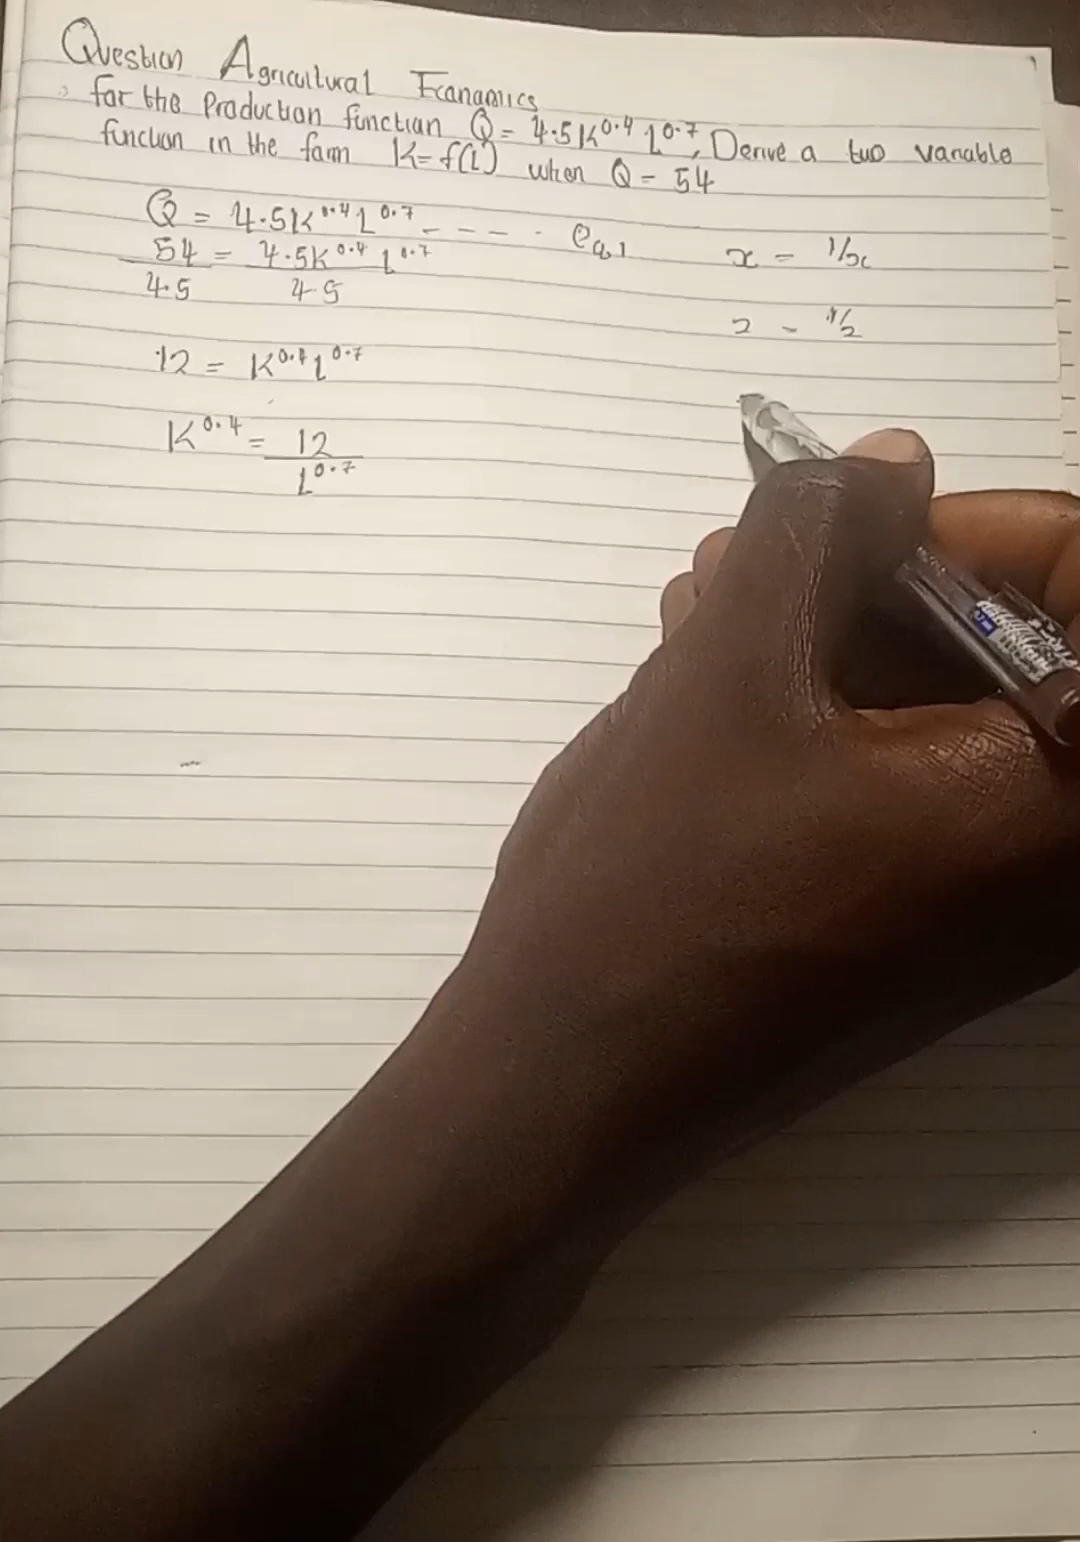 Question Agricultural Economics
for the Production function Q = 4.5K^0.4 L^0.7, Derive a two variable
function in the form K = f(L) when Q = 54
Q = 4.5K^0.4 L^0.7 - - - - - eq,1
54 = 4.5K^0.4 L^0.7
4.5 4.5
x = 1/x
2 - 1/2
12 = K^0.4 L^0.7
K^0.4 = 12
L^0.7